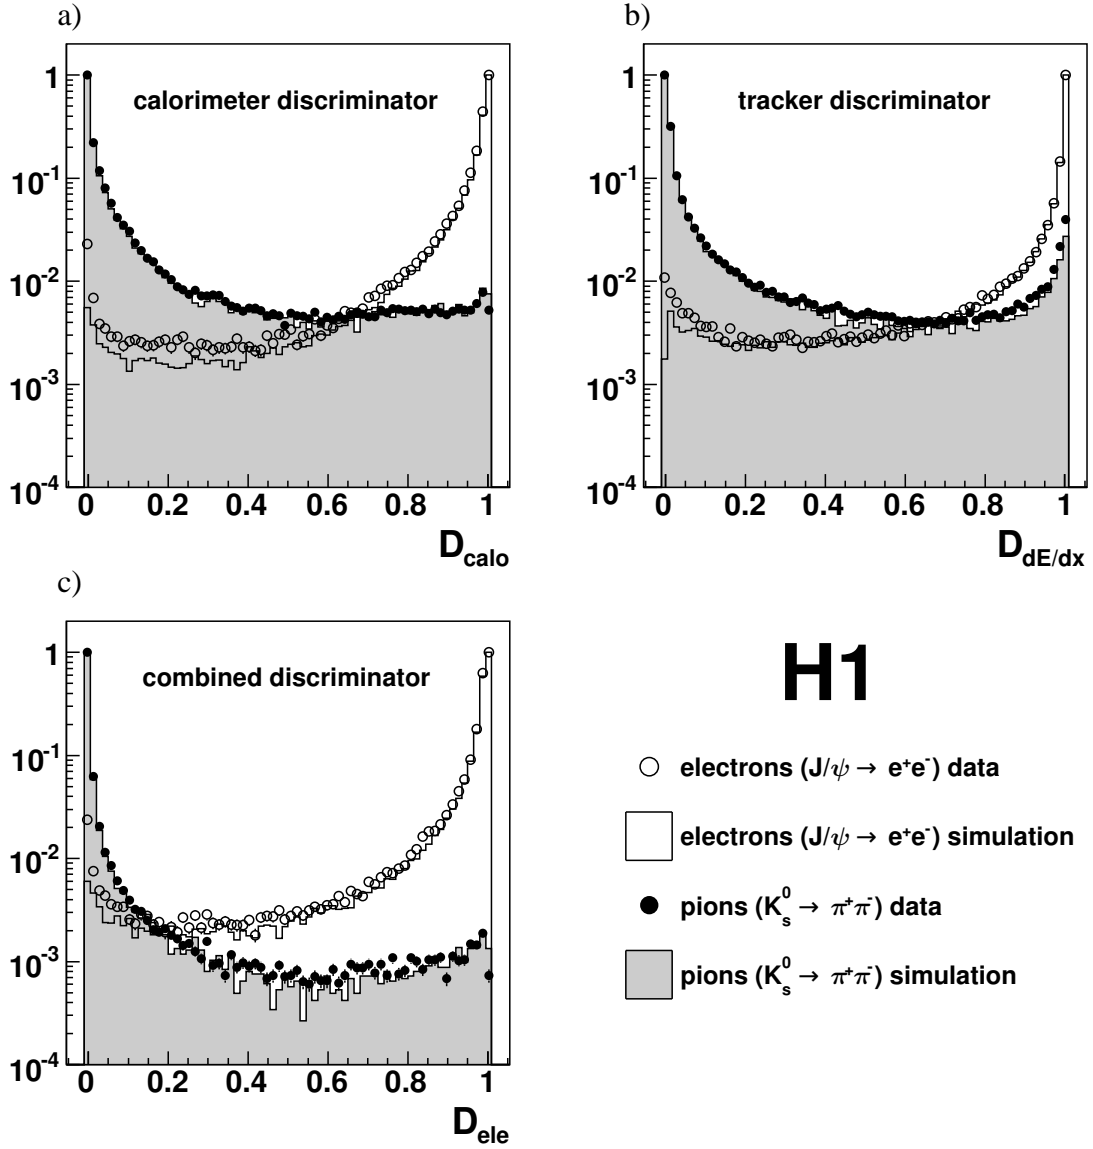 a)
calorimeter discriminator
1
10⁻¹
10⁻²
10⁻³
10⁻⁴
0 0.2 0.4 0.6 0.8 1
D_calo
b)
tracker discriminator
1
10⁻¹
10⁻²
10⁻³
10⁻⁴
0 0.2 0.4 0.6 0.8 1
D_dE/dx
c)
combined discriminator
1
10⁻¹
10⁻²
10⁻³
10⁻⁴
0 0.2 0.4 0.6 0.8 1
D_ele
H1
electrons (J/ψ → e⁺e⁻) data
electrons (J/ψ → e⁺e⁻) simulation
pions (K⁰ₛ → π⁺π⁻) data
pions (K⁰ₛ → π⁺π⁻) simulation